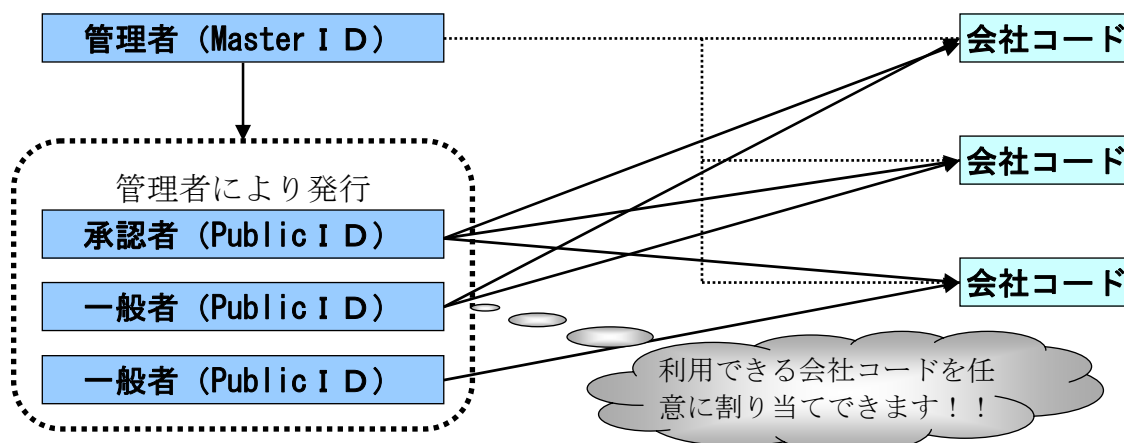 管理者（MasterＩＤ）
会社コード
管理者により発行
会社コード
承認者（PublicＩＤ）
会社コード
一般者（PublicＩＤ）
一般者（PublicＩＤ）
利用できる会社コードを任
意に割り当てできます！！